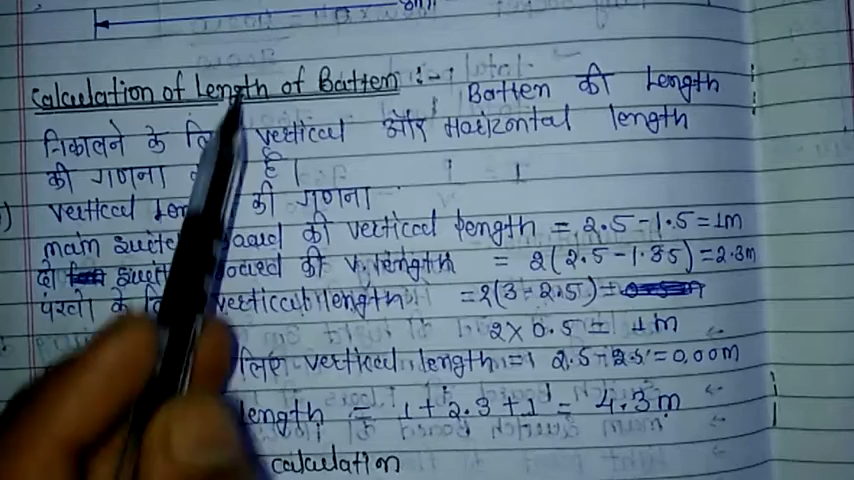 Calculation of Length of Batten :- Batten की Length
निकालने के लि vertical और Horizontal length
की गणना है।
vertical Len की गणना
main Switch Board की vertical length = 2.5-1.5=1m
दो Switch Board की v. length = 2(2.5-1.35)=2.3m
पंखो के लि vertical length =2(3-2.5)=
2×0.5 = 1m
लिए vertical length = 2.5-2.5=0.00m
length = 1+2.3+1= 4.3m
calculation